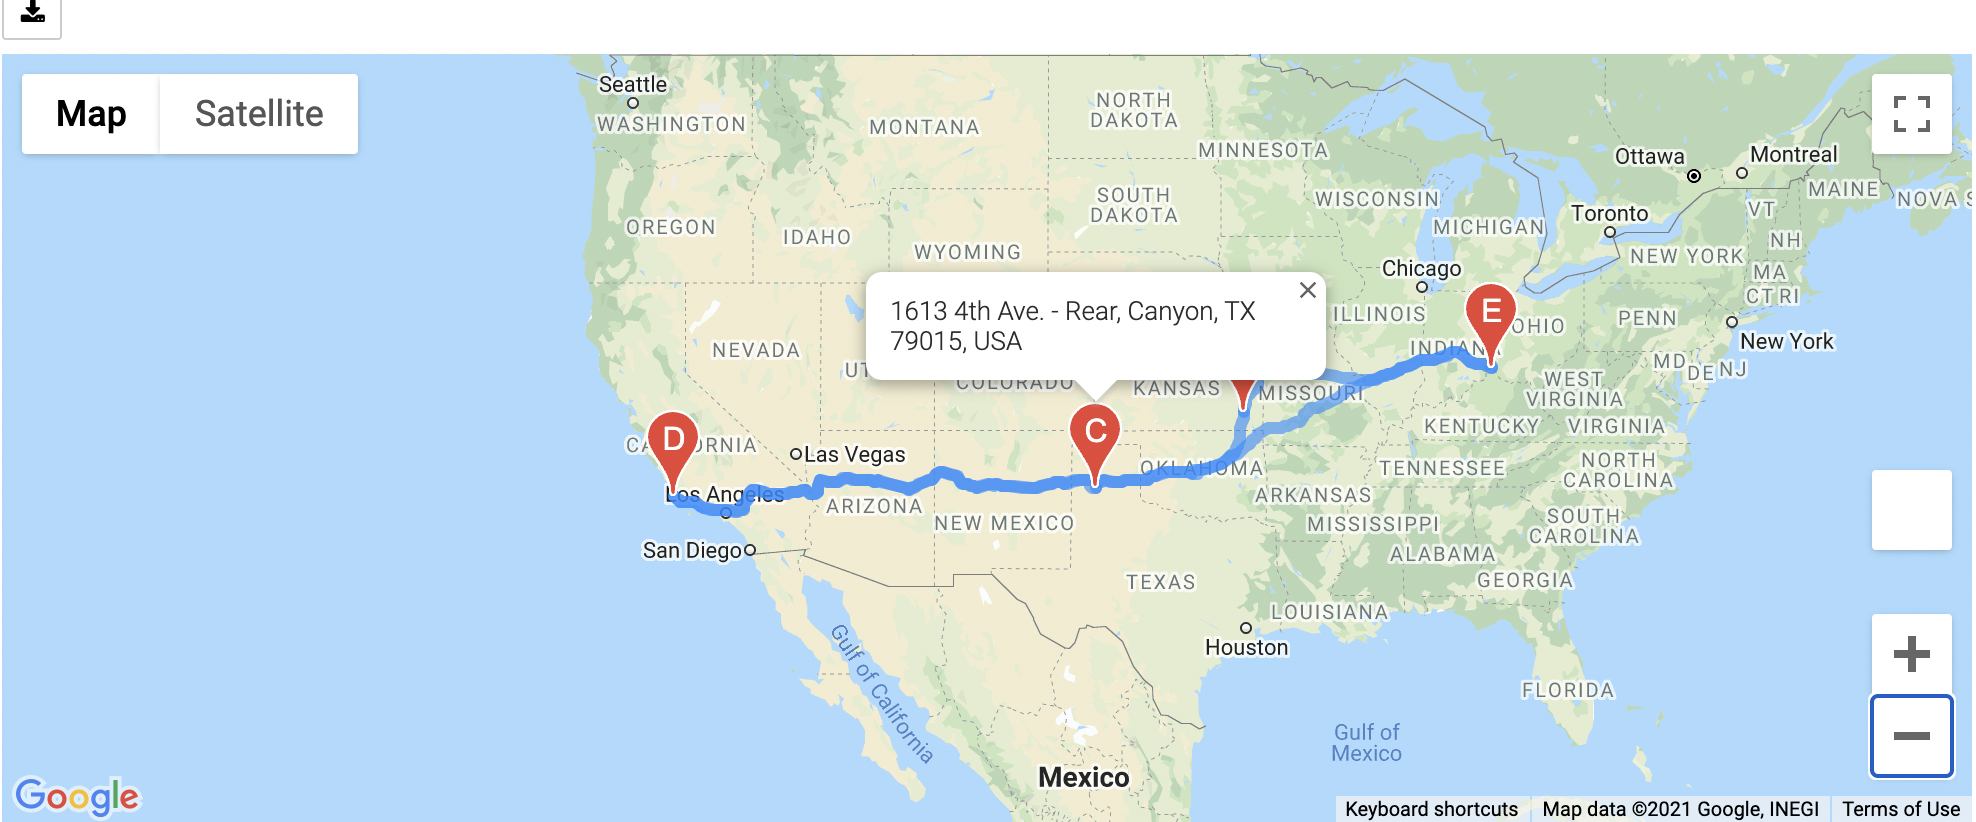 Map
Satellite
Seattle
WASHINGTON
MONTANA
NORTH
DAKOTA
MINNESOTA
Ottawa
Montreal
MAINE
NOVA S
SOUTH
DAKOTA
WISCONSIN
MICHIGAN
Toronto
VT
OREGON
IDAHO
WYOMING
NH
NEW YORK
Chicago
MA
CT RI
1613 4th Ave. - Rear, Canyon, TX
79015, USA
ILLINOIS
E
OHIO
PENN
New York
NEVADA
UT
INDIANA
MD
DE
NJ
COLORADO
KANSAS
MISSOURI
WEST
VIRGINIA
KENTUCKY
VIRGINIA
D
CA
ORNIA
Las Vegas
C
OKLAHOMA
TENNESSEE
NORTH
CAROLINA
Los Angeles
ARIZONA
NEW MEXICO
ARKANSAS
MISSISSIPPI
SOUTH
CAROLINA
San Diego
ALABAMA
TEXAS
GEORGIA
LOUISIANA
Houston
Gulf of California
FLORIDA
Gulf of
Mexico
Mexico
Google
Keyboard shortcuts
Map data ©2021 Google, INEGI
Terms of Use